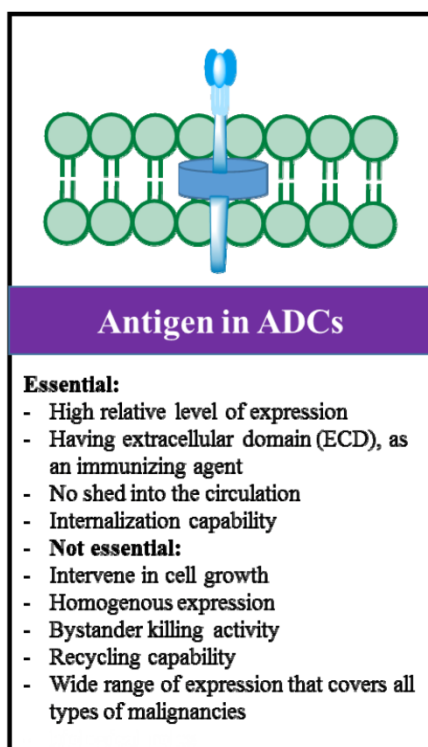 Antigen in ADCs
Essential:
- High relative level of expression
- Having extracellular domain (ECD), as
an immunizing agent
- No shed into the circulation
- Internalization capability
- Not essential:
- Intervene in cell growth
- Homogenous expression
- Bystander killing activity
- Recycling capability
- Wide range of expression that covers all
types of malignancies